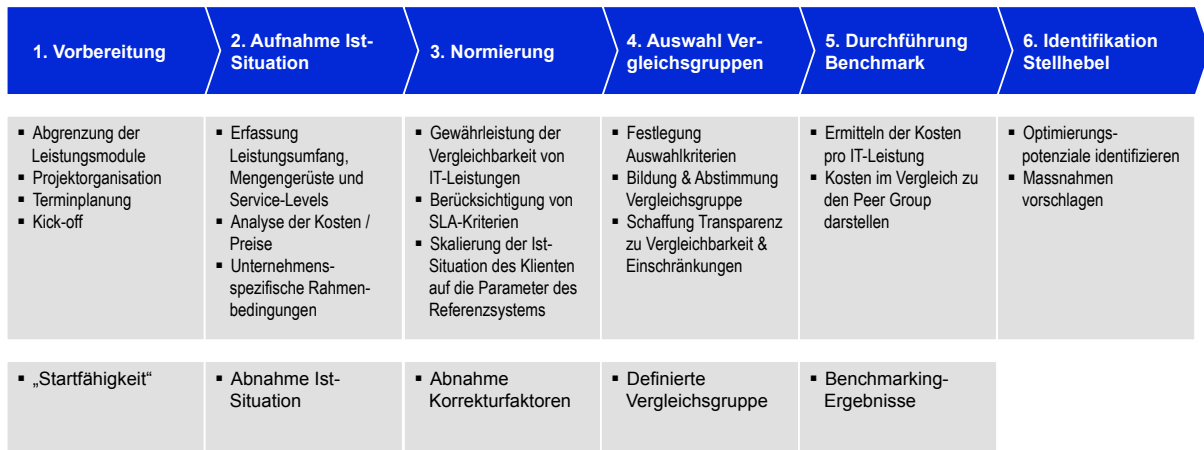 1. Vorbereitung
2. Aufnahme Ist-
Situation
3. Normierung
4. Auswahl Ver-
gleichsgruppen
5. Durchführung
Benchmark
6. Identifikation
Stellhebel
▪ Abgrenzung der
Leistungsmodule
▪ Projektorganisation
▪ Terminplanung
▪ Kick-off
▪ Erfassung
Leistungsumfang,
Mengengerüste und
Service-Levels
▪ Analyse der Kosten /
Preise
▪ Unternehmens-
spezifische Rahmen-
bedingungen
▪ Gewährleistung der
Vergleichbarkeit von
IT-Leistungen
▪ Berücksichtigung von
SLA-Kriterien
▪ Skalierung der Ist-
Situation des Klienten
auf die Parameter des
Referenzsystems
▪ Festlegung
Auswahlkriterien
▪ Bildung & Abstimmung
Vergleichsgruppe
▪ Schaffung Transparenz
zu Vergleichbarkeit &
Einschränkungen
▪ Ermitteln der Kosten
pro IT-Leistung
▪ Kosten im Vergleich zu
den Peer Group
darstellen
▪ Optimierungs-
potenziale identifizieren
▪ Massnahmen
vorschlagen
▪ „Startfähigkeit“
▪ Abnahme Ist-
Situation
▪ Abnahme
Korrekturfaktoren
▪ Definierte
Vergleichsgruppe
▪ Benchmarking-
Ergebnisse